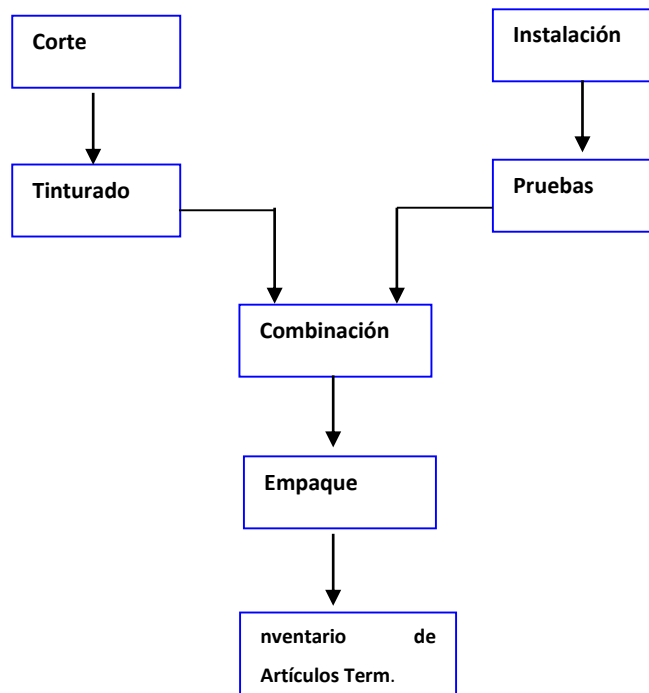 Corte
Instalación
Tinturado
Pruebas
Combinación
Empaque
nventario de
Artículos Term.